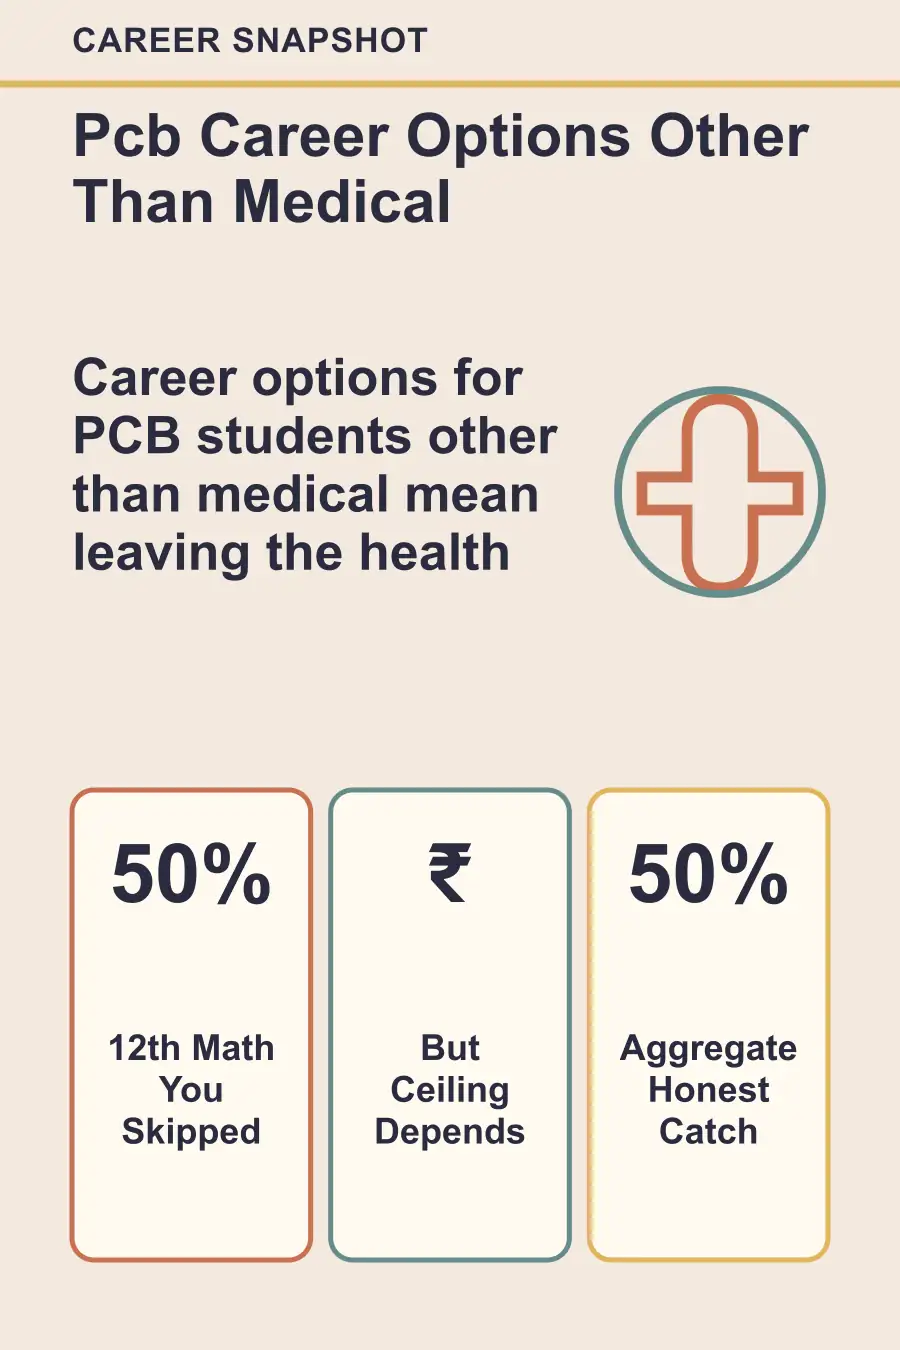 CAREER SNAPSHOT
Pcb Career Options Other
Than Medical
Career options for
PCB students other
than medical mean
leaving the health
50%
12th Math
You
Skipped
₹
But
Ceiling
Depends
50%
Aggregate
Honest
Catch